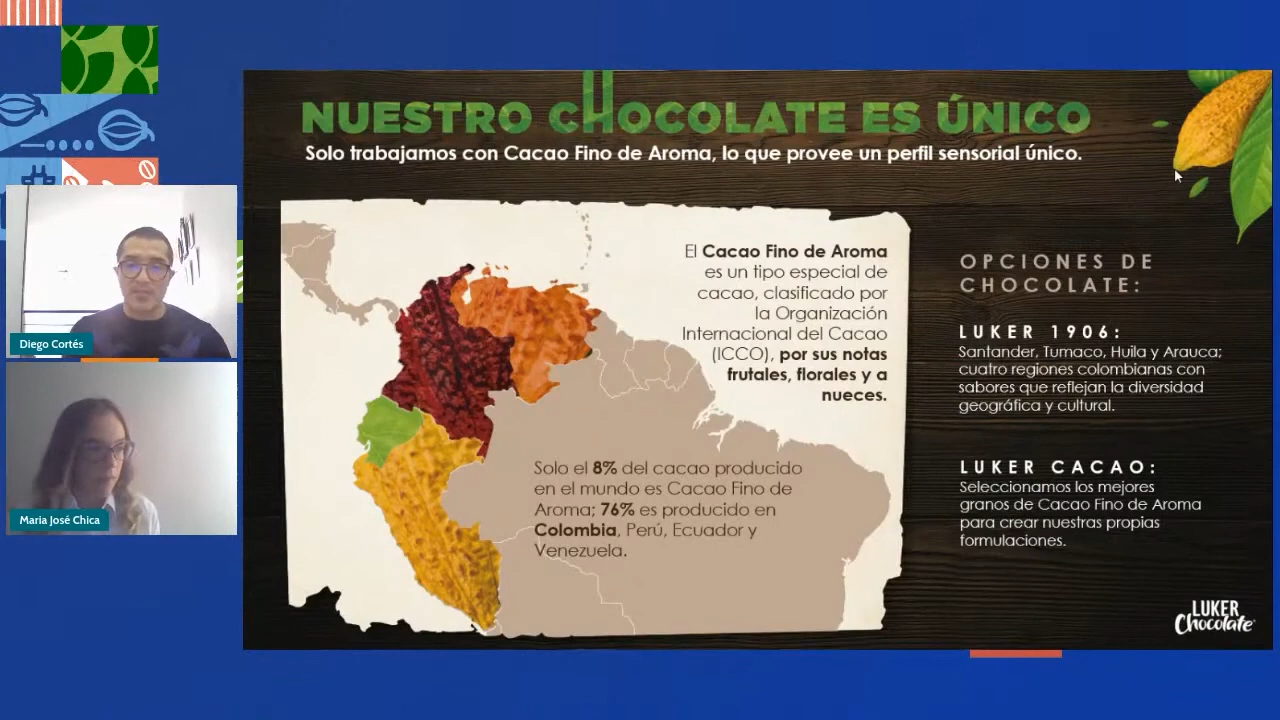 NUESTRO CHOCOLATE ES ÚNICO
Solo trabajamos con Cacao Fino de Aroma, lo que provee un perfil sensorial único.
El Cacao Fino de Aroma
es un tipo especial de
cacao, clasificado por
la Organización
Internacional del Cacao
(ICCO), por sus notas
frutales, florales y a
nueces.
Solo el 8% del cacao producido
en el mundo es Cacao Fino de
Aroma; 76% es producido en
Colombia, Perú, Ecuador y
Venezuela.
OPCIONES DE
CHOCOLATE:
LUKER 1906:
Santander, Tumaco, Huila y Arauca;
cuatro regiones colombianas con
sabores que reflejan la diversidad
geográfica y cultural.
LUKER CACAO:
Seleccionamos los mejores
granos de Cacao Fino de Aroma
para crear nuestras propias
formulaciones.
LUKER
Chocolate
Diego Cortés
Maria José Chica